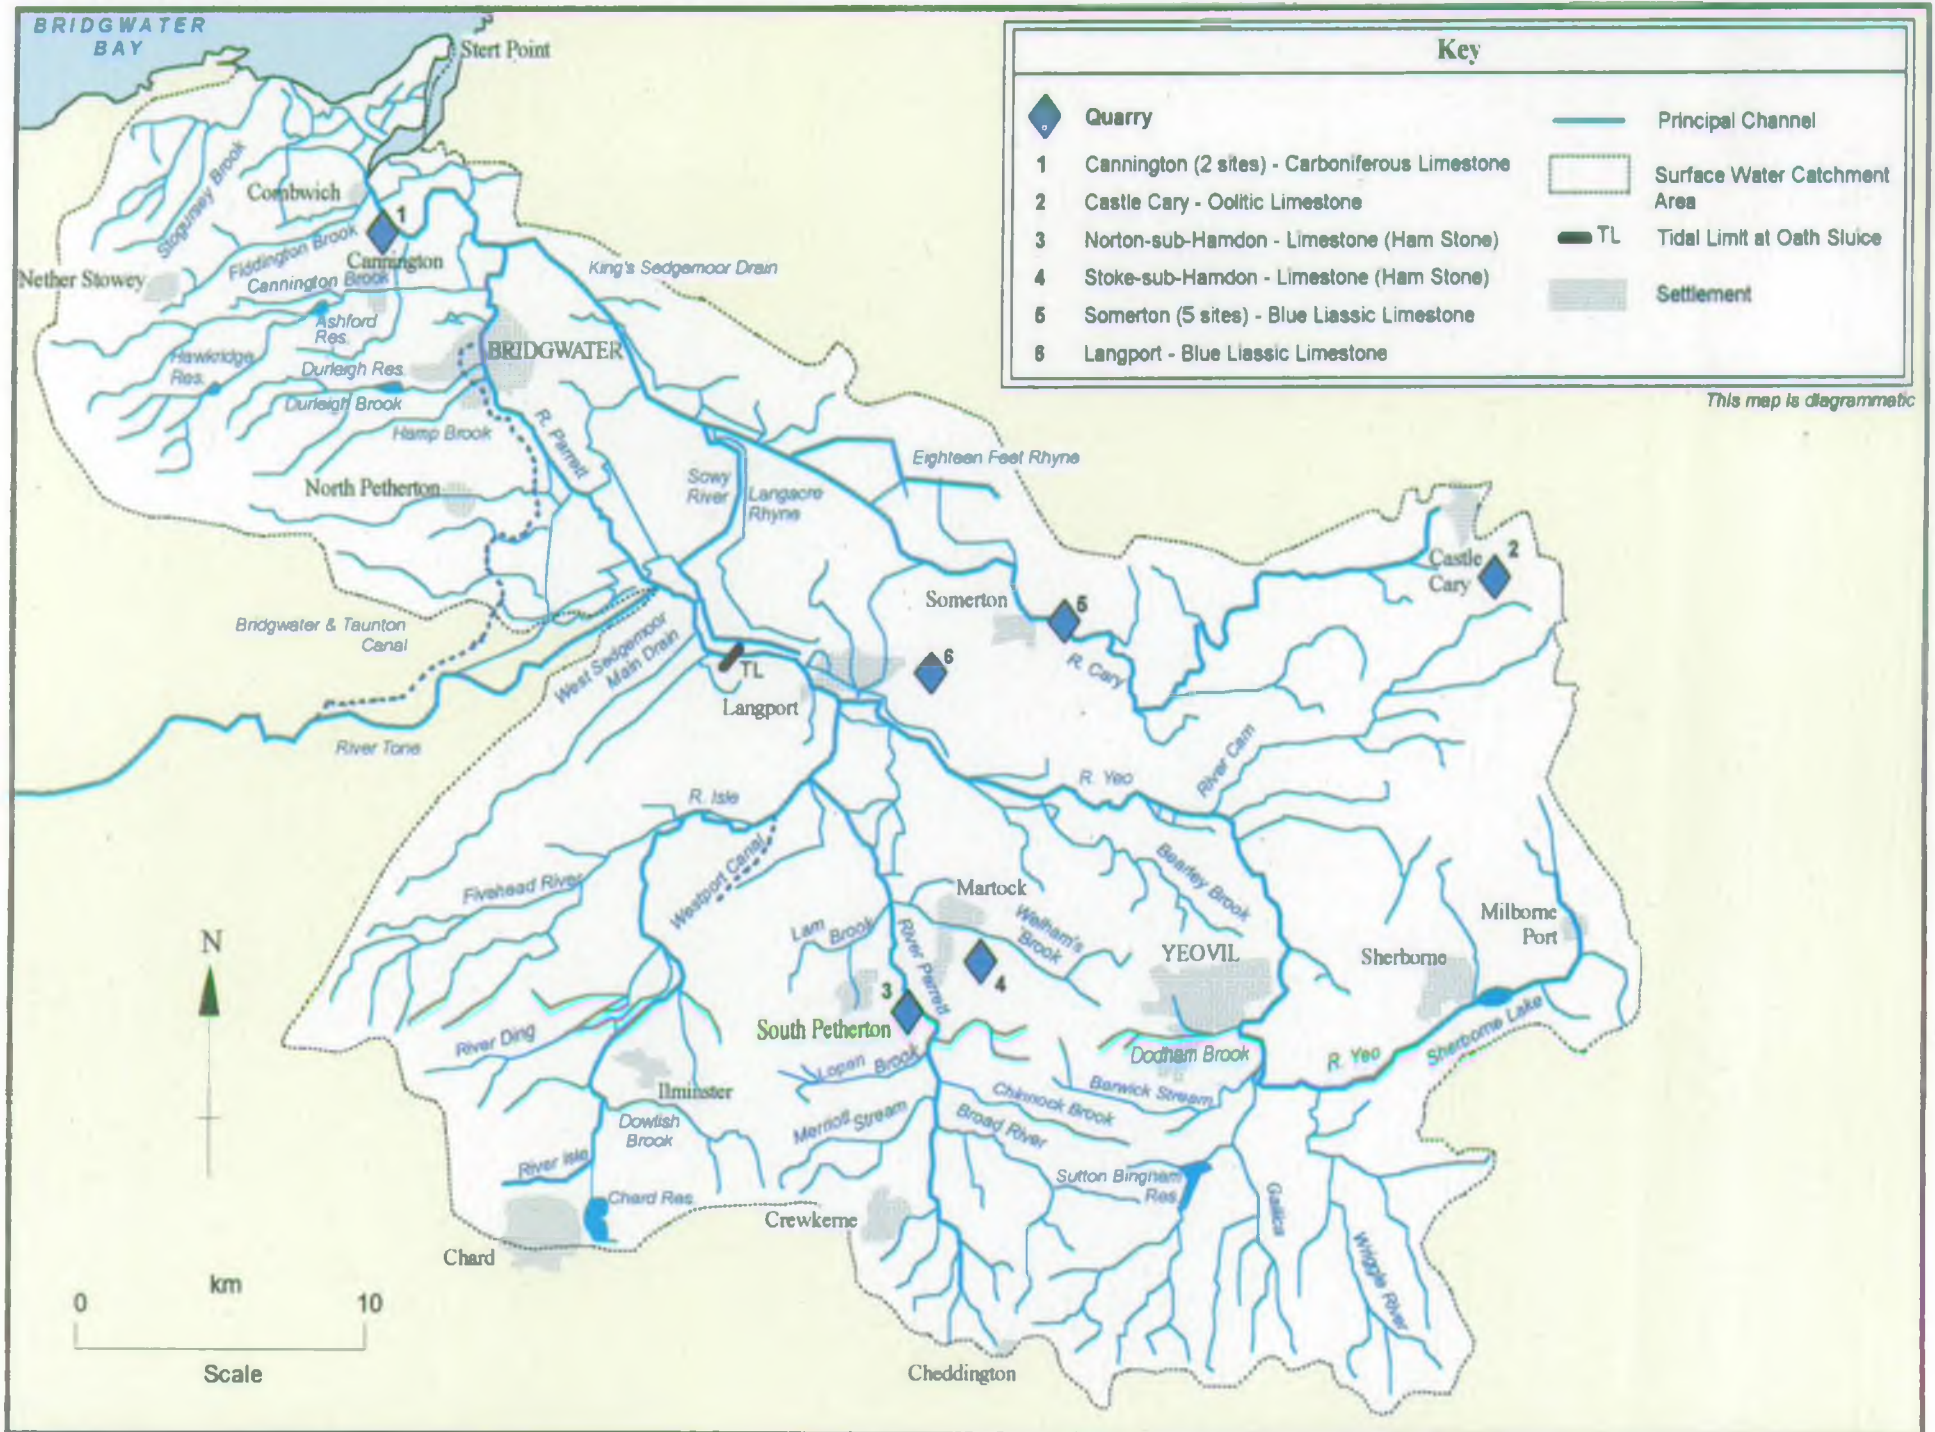 BRIDGWATER
BAY
Stert Point
Key
Quarry
1 Cannington (2 sites) - Carboniferous Limestone
2 Castle Cary - Oolitic Limestone
3 Norton-sub-Hamdon - Limestone (Ham Stone)
4 Stoke-sub-Hamdon - Limestone (Ham Stone)
5 Somerton (5 sites) - Blue Liassic Limestone
6 Langport - Blue Liassic Limestone
Principal Channel
Surface Water Catchment
Area
TL Tidal Limit at Oath Sluice
Settlement
This map is diagrammatic
Stogursey Brook
Combwich
1
Fiddington Brook
Cannington
Cannington Brook
Nether Stowey
King's Sedgemoor Drain
Ashford
Res.
Hawkridge
Res.
Durleigh Res.
BRIDGWATER
Durleigh Brook
Hamp Brook
R. Parrett
North Petherton
Sowy
River
Langacre
Rhyne
Eighteen Feet Rhyne
Castle
Cary
2
Somerton
5
Bridgwater & Taunton
Canal
West Sedgemoor
Main Drain
TL
6
R. Cary
Langport
River Tone
R. Isle
R. Yeo
River Cam
Westport Canal
Fivehead River
Bearley Brook
Martock
Lam
Brook
River Parrett
Welham's
Brook
YEOVIL
Sherborne
Milborne
Port
3
4
South Petherton
River Ding
Lopen Brook
Dodham Brook
R. Yeo
Sherborne Lake
Ilminster
Dowlish
Brook
Merriott Stream
Chinnock Brook
Barwick Stream
Broad River
River Isle
Chard Res.
Sutton Bingham
Res.
Gallica
Wriggle River
Crewkerne
Chard
Cheddington
N
km
0 10
Scale